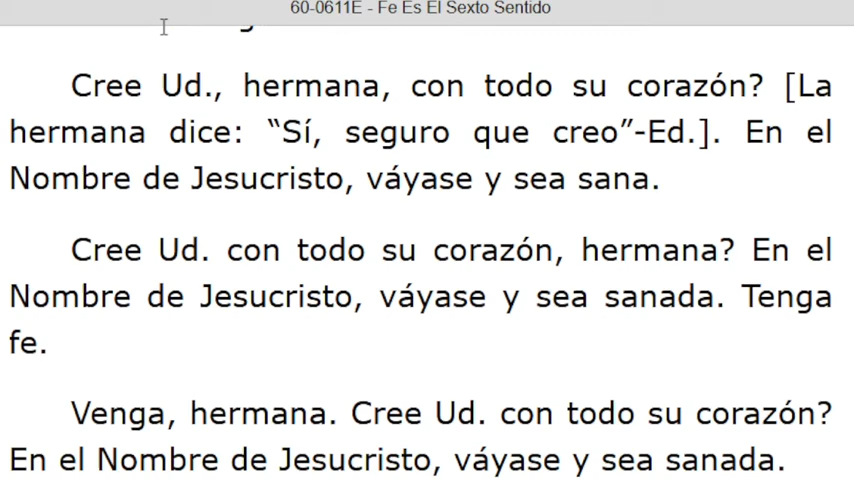 60-0611E - Fe Es El Sexto Sentido
Cree Ud., hermana, con todo su corazón? [La
hermana dice: “Sí, seguro que creo”-Ed.]. En el
Nombre de Jesucristo, váyase y sea sana.
Cree Ud. con todo su corazón, hermana? En el
Nombre de Jesucristo, váyase y sea sanada. Tenga
fe.
Venga, hermana. Cree Ud. con todo su corazón?
En el Nombre de Jesucristo, váyase y sea sanada.